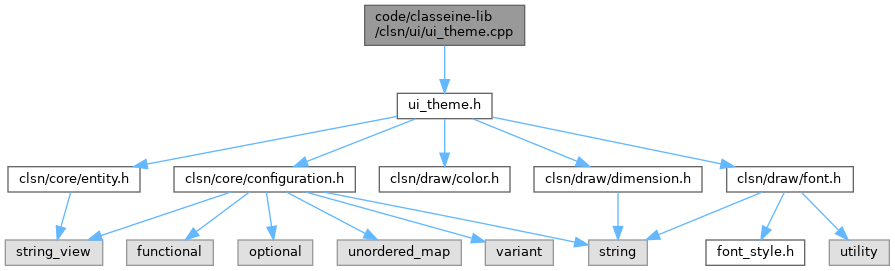 code/classeine-lib
/clsn/ui/ui_theme.cpp
ui_theme.h
clsn/core/entity.h
clsn/core/configuration.h
clsn/draw/color.h
clsn/draw/dimension.h
clsn/draw/font.h
string_view
functional
optional
unordered_map
variant
string
font_style.h
utility